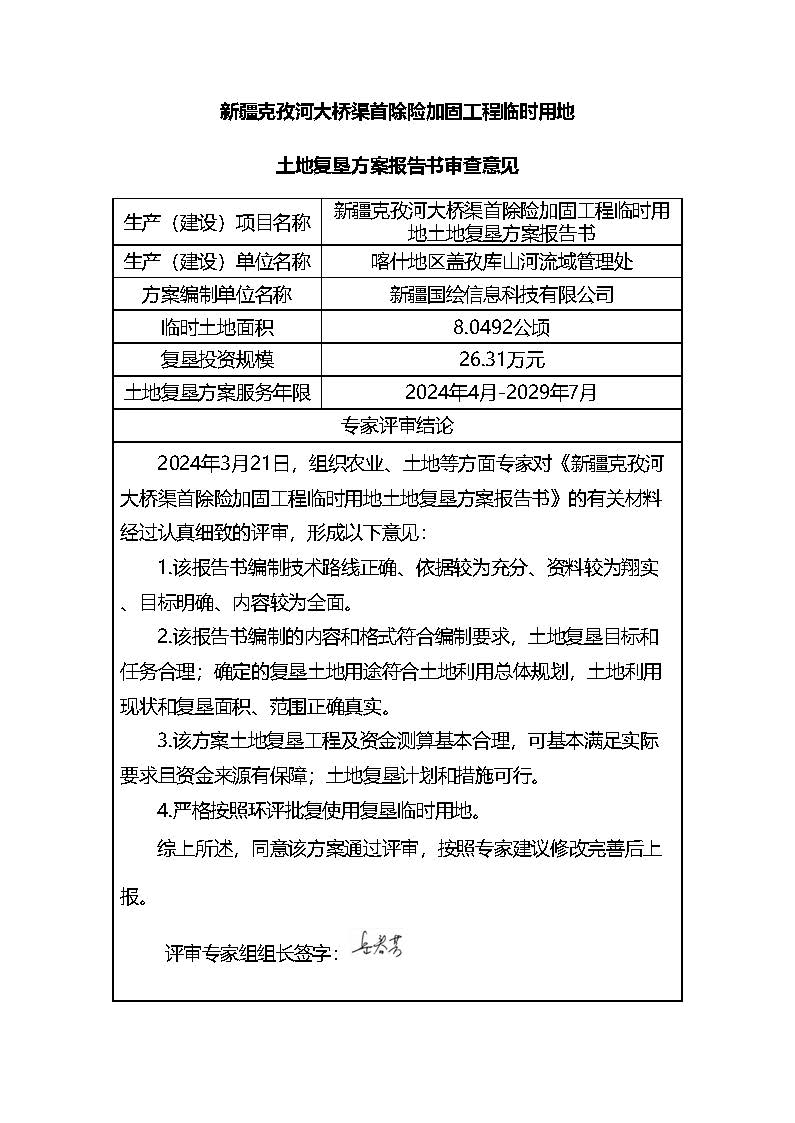 新疆克孜河大桥渠首除险加固工程临时用地
土地复垦方案报告书审查意见
生产（建设）项目名称
新疆克孜河大桥渠首除险加固工程临时用
地土地复垦方案报告书
生产（建设）单位名称
喀什地区盖孜库山河流域管理处
方案编制单位名称
新疆国绘信息科技有限公司
临时土地面积
8.0492公顷
复垦投资规模
26.31万元
土地复垦方案服务年限
2024年4月-2029年7月
专家评审结论
2024年3月21日，组织农业、土地等方面专家对《新疆克孜河
大桥渠首除险加固工程临时用地土地复垦方案报告书》的有关材料
经过认真细致的评审，形成以下意见：
1.该报告书编制技术路线正确、依据较为充分、资料较为翔实
、目标明确、内容较为全面。
2.该报告书编制的内容和格式符合编制要求，土地复垦目标和
任务合理；确定的复垦土地用途符合土地利用总体规划，土地利用
现状和复垦面积、范围正确真实。
3.该方案土地复垦工程及资金测算基本合理，可基本满足实际
要求且资金来源有保障；土地复垦计划和措施可行。
4.严格按照环评批复使用复垦临时用地。
综上所述，同意该方案通过评审，按照专家建议修改完善后上
报。
评审专家组组长签字：